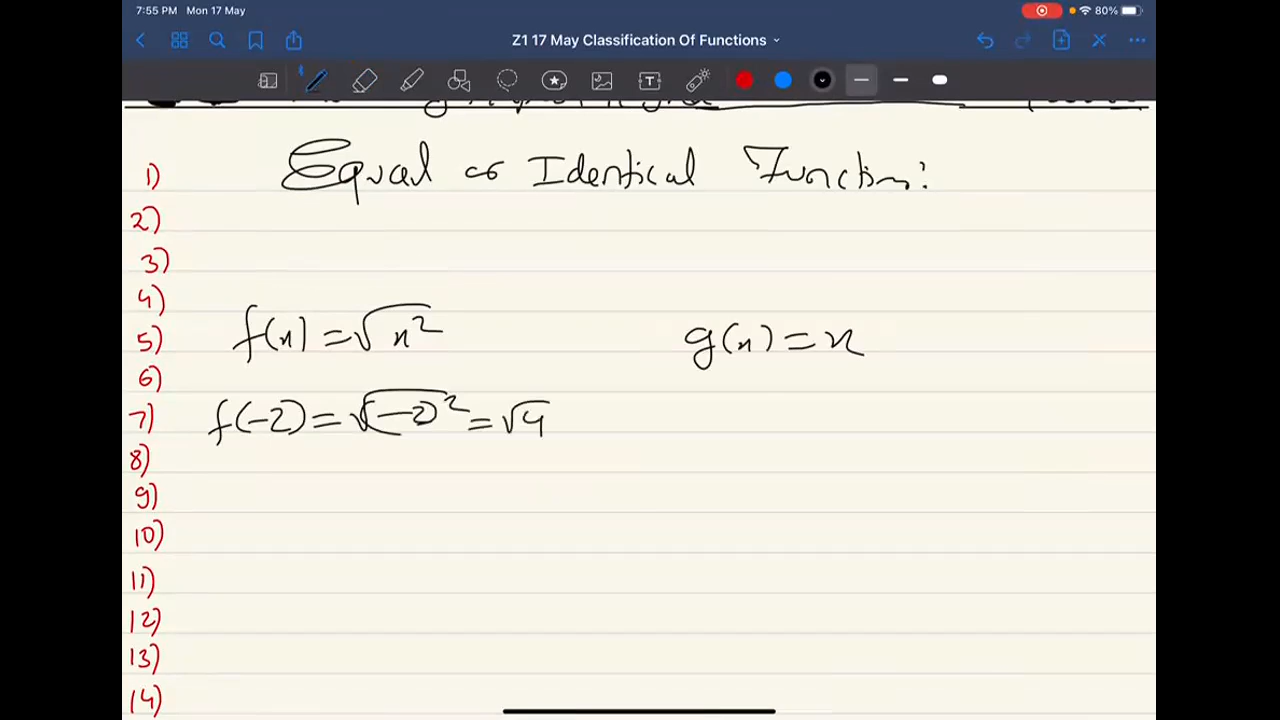 7:55 PM Mon 17 May
80%
Z1 17 May Classification Of Functions
Equal or Identical Function:
1)
2)
3)
4)
5) f(x) = √x² g(x) = x
6)
7) f(-2) = √(-2)² = √4
8)
9)
10)
11)
12)
13)
14)